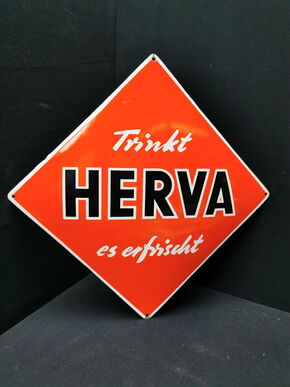 Trinkt
HERVA
es erfrischt